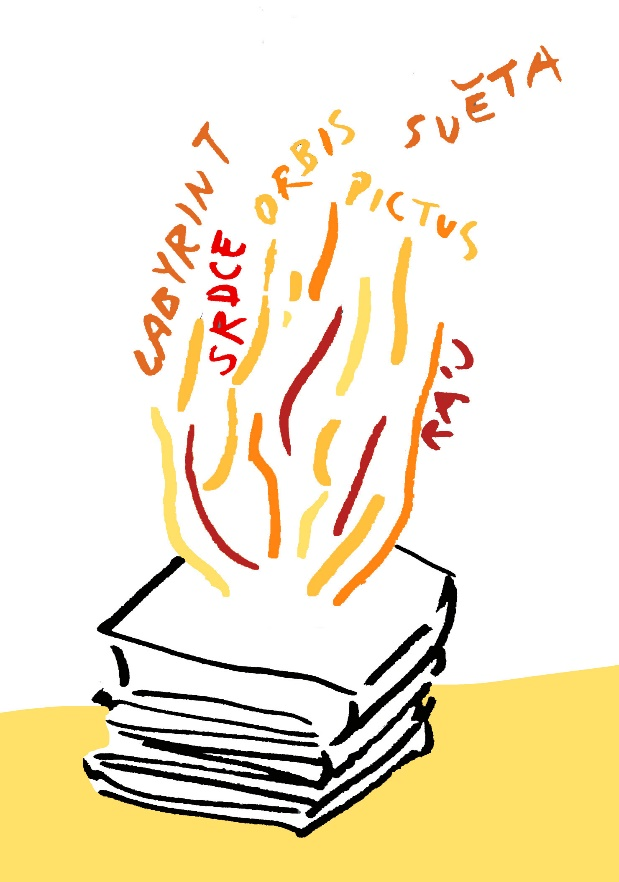 LABYRINT
SVĚTA
ORBIS PICTUS
RÁJ
SRDCE